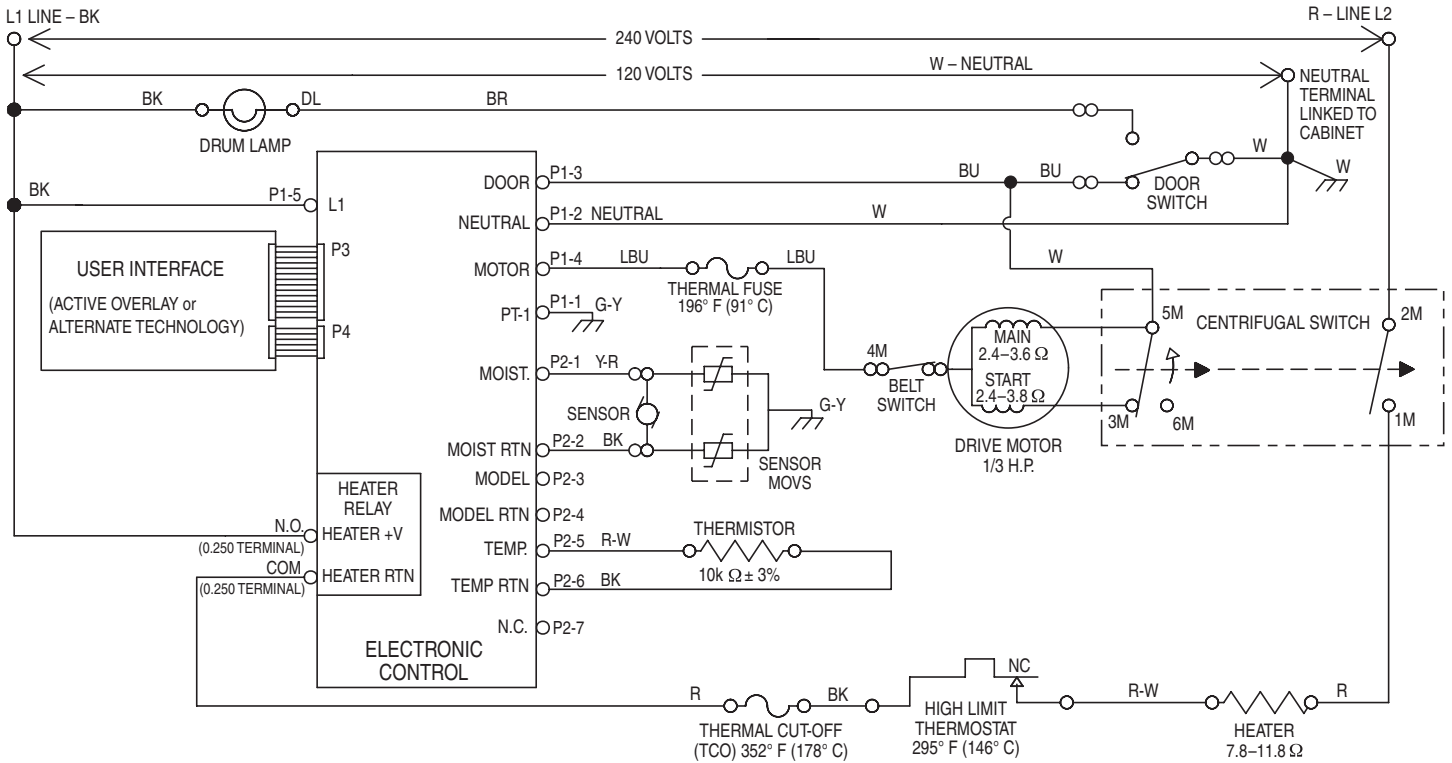 L1 LINE – BK
R – LINE L2
240 VOLTS
120 VOLTS
W – NEUTRAL
NEUTRAL
TERMINAL
LINKED TO
CABINET
BK
DL
BR
DRUM LAMP
BU
BU
W
W
DOOR
SWITCH
BK
P1-5
L1
DOOR
P1-3
NEUTRAL
P1-2 NEUTRAL
W
W
MOTOR
P1-4
LBU
LBU
THERMAL FUSE
196° F (91° C)
PT-1
P1-1
G-Y
USER INTERFACE
(ACTIVE OVERLAY or
ALTERNATE TECHNOLOGY)
P3
P4
MOIST.
P2-1
Y-R
SENSOR
MOIST RTN
P2-2
BK
G-Y
SENSOR
MOVS
4M
BELT
SWITCH
MAIN
2.4–3.6 Ω
START
2.4–3.8 Ω
DRIVE MOTOR
1/3 H.P.
5M
CENTRIFUGAL SWITCH
2M
3M
6M
1M
MODEL
P2-3
MODEL RTN
P2-4
TEMP.
P2-5
R-W
THERMISTOR
10k Ω ± 3%
TEMP RTN
P2-6
BK
N.C.
P2-7
HEATER
RELAY
N.O.
(0.250 TERMINAL)
HEATER +V
COM
(0.250 TERMINAL)
HEATER RTN
ELECTRONIC
CONTROL
R
BK
THERMAL CUT-OFF
(TCO) 352° F (178° C)
NC
HIGH LIMIT
THERMOSTAT
295° F (146° C)
R-W
R
HEATER
7.8–11.8 Ω